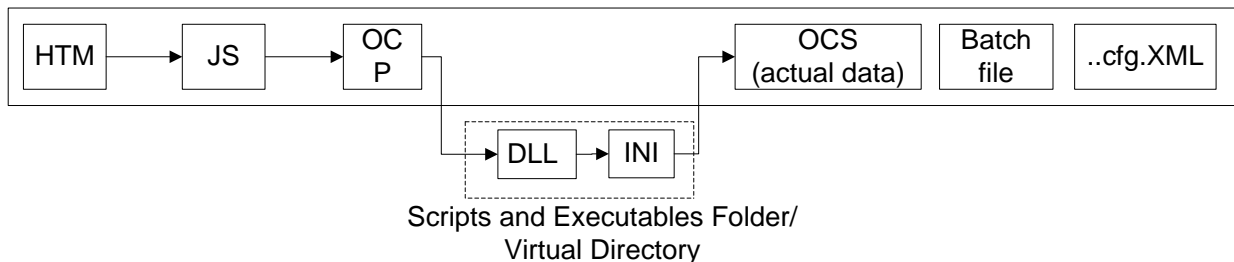 HTM
JS
OC
P
OCS
(actual data)
Batch
file
..cfg.XML
DLL
INI
Scripts and Executables Folder/
Virtual Directory